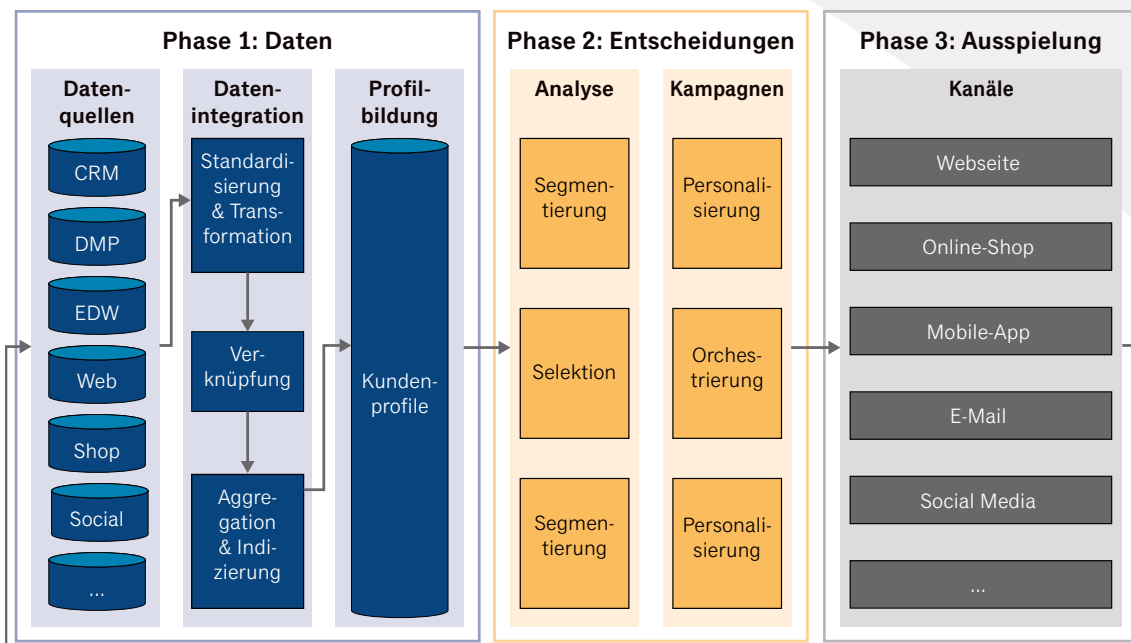 Phase 1: Daten
Daten-
quellen
CRM
DMP
EDW
Web
Shop
Social
...
Daten-
integration
Standardi-
sierung
& Trans-
formation
Ver-
knüpfung
Aggre-
gation
& Indi-
zierung
Profil-
bildung
Kunden-
profile
Phase 2: Entscheidungen
Analyse
Segmen-
tierung
Selektion
Segmen-
tierung
Kampagnen
Personali-
sierung
Orches-
trierung
Personali-
sierung
Phase 3: Ausspielung
Kanäle
Webseite
Online-Shop
Mobile-App
E-Mail
Social Media
...